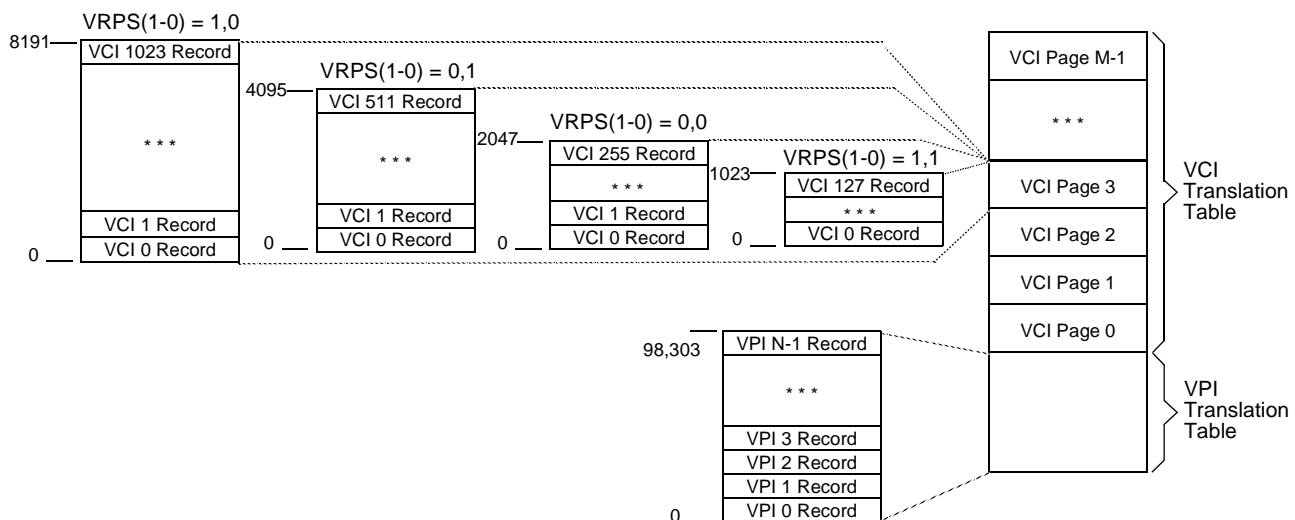 VRPS(1-0) = 1,0
8191
VCI 1023 Record
* * *
VCI 1 Record
VCI 0 Record
0
VRPS(1-0) = 0,1
4095
VCI 511 Record
* * *
VCI 1 Record
VCI 0 Record
0
VRPS(1-0) = 0,0
2047
VCI 255 Record
* * *
VCI 1 Record
VCI 0 Record
0
VRPS(1-0) = 1,1
1023
VCI 127 Record
* * *
VCI 0 Record
0
VCI Page M-1
* * *
VCI Page 3
VCI Page 2
VCI Page 1
VCI Page 0
VCI
Translation
Table
98,303
VPI N-1 Record
* * *
VPI 3 Record
VPI 2 Record
VPI 1 Record
VPI 0 Record
0
VPI
Translation
Table